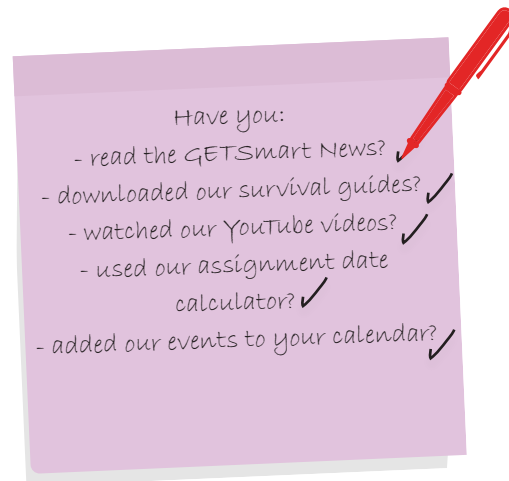 Have you:
- read the GETSmart News? ✓
- downloaded our survival guides? ✓
- watched our YouTube videos? ✓
- used our assignment date
calculator? ✓
- added our events to your calendar? ✓